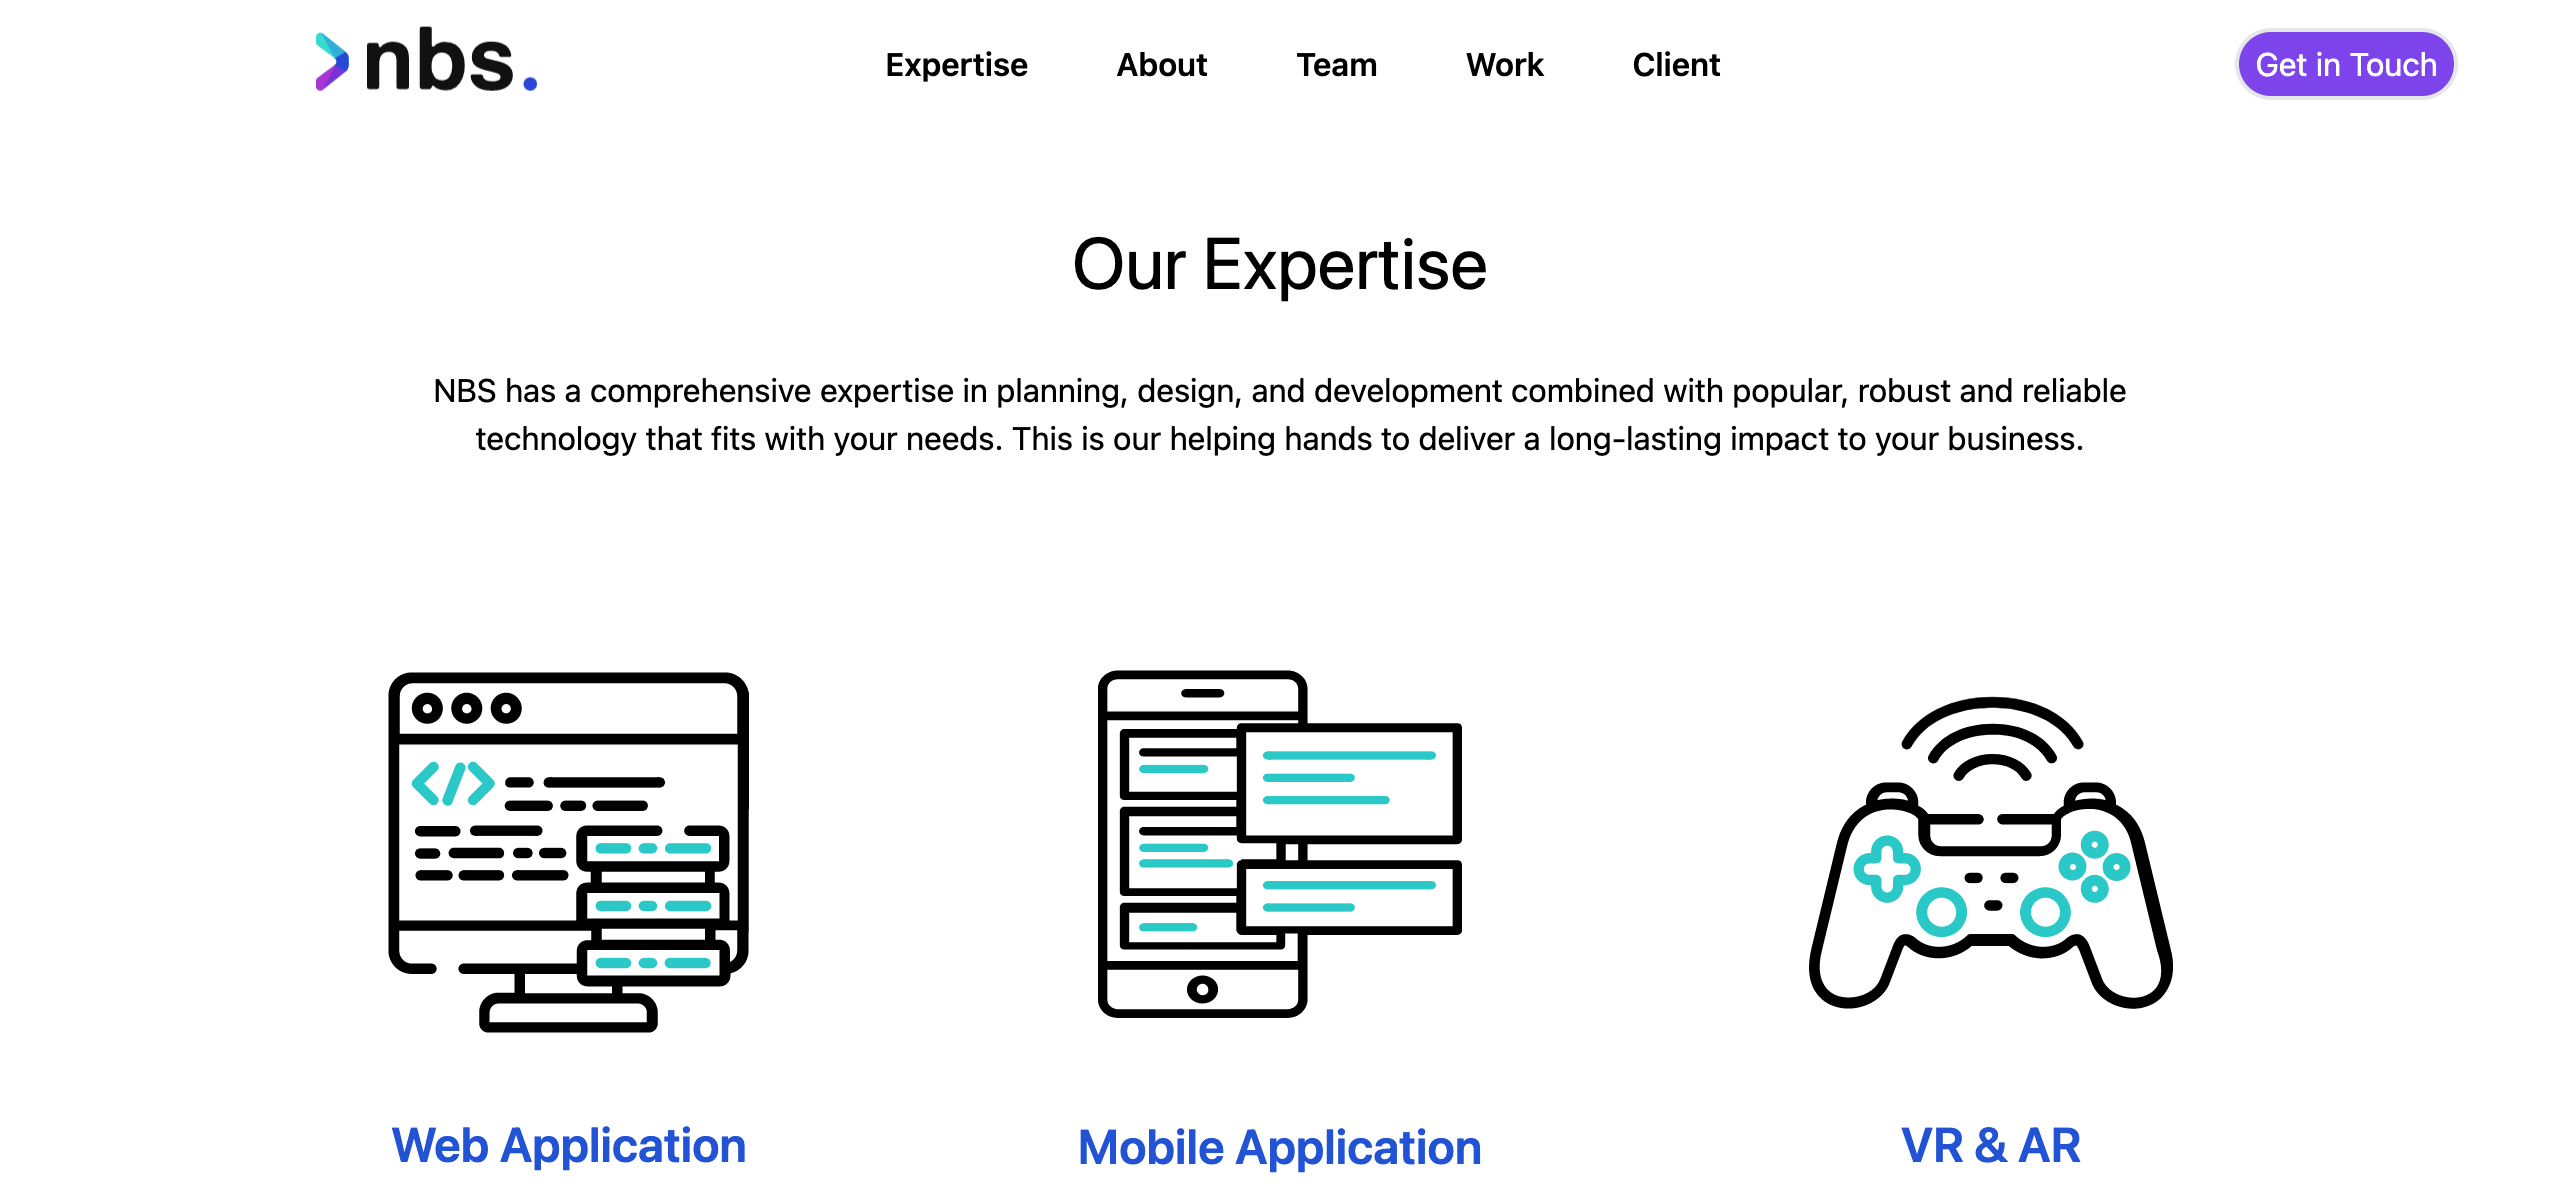 nbs.
Expertise About Team Work Client
Get in Touch
Our Expertise
NBS has a comprehensive expertise in planning, design, and development combined with popular, robust and reliable
technology that fits with your needs. This is our helping hands to deliver a long-lasting impact to your business.
</>
Web Application
Mobile Application
VR & AR